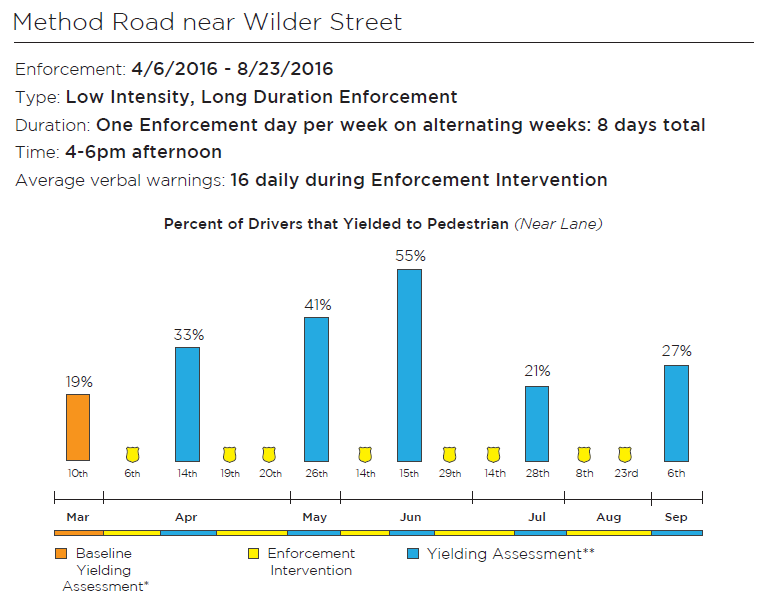 Method Road near Wilder Street
Enforcement: 4/6/2016 - 8/23/2016
Type: Low Intensity, Long Duration Enforcement
Duration: One Enforcement day per week on alternating weeks: 8 days total
Time: 4-6pm afternoon
Average verbal warnings: 16 daily during Enforcement Intervention
Percent of Drivers that Yielded to Pedestrian (Near Lane)
55%
41%
33%
27%
21%
19%
10th 6th 14th 19th 20th 26th 14th 15th 29th 14th 28th 8th 23rd 6th
Mar Apr May Jun Jul Aug Sep
Baseline Yielding Assessment*
Enforcement Intervention
Yielding Assessment**